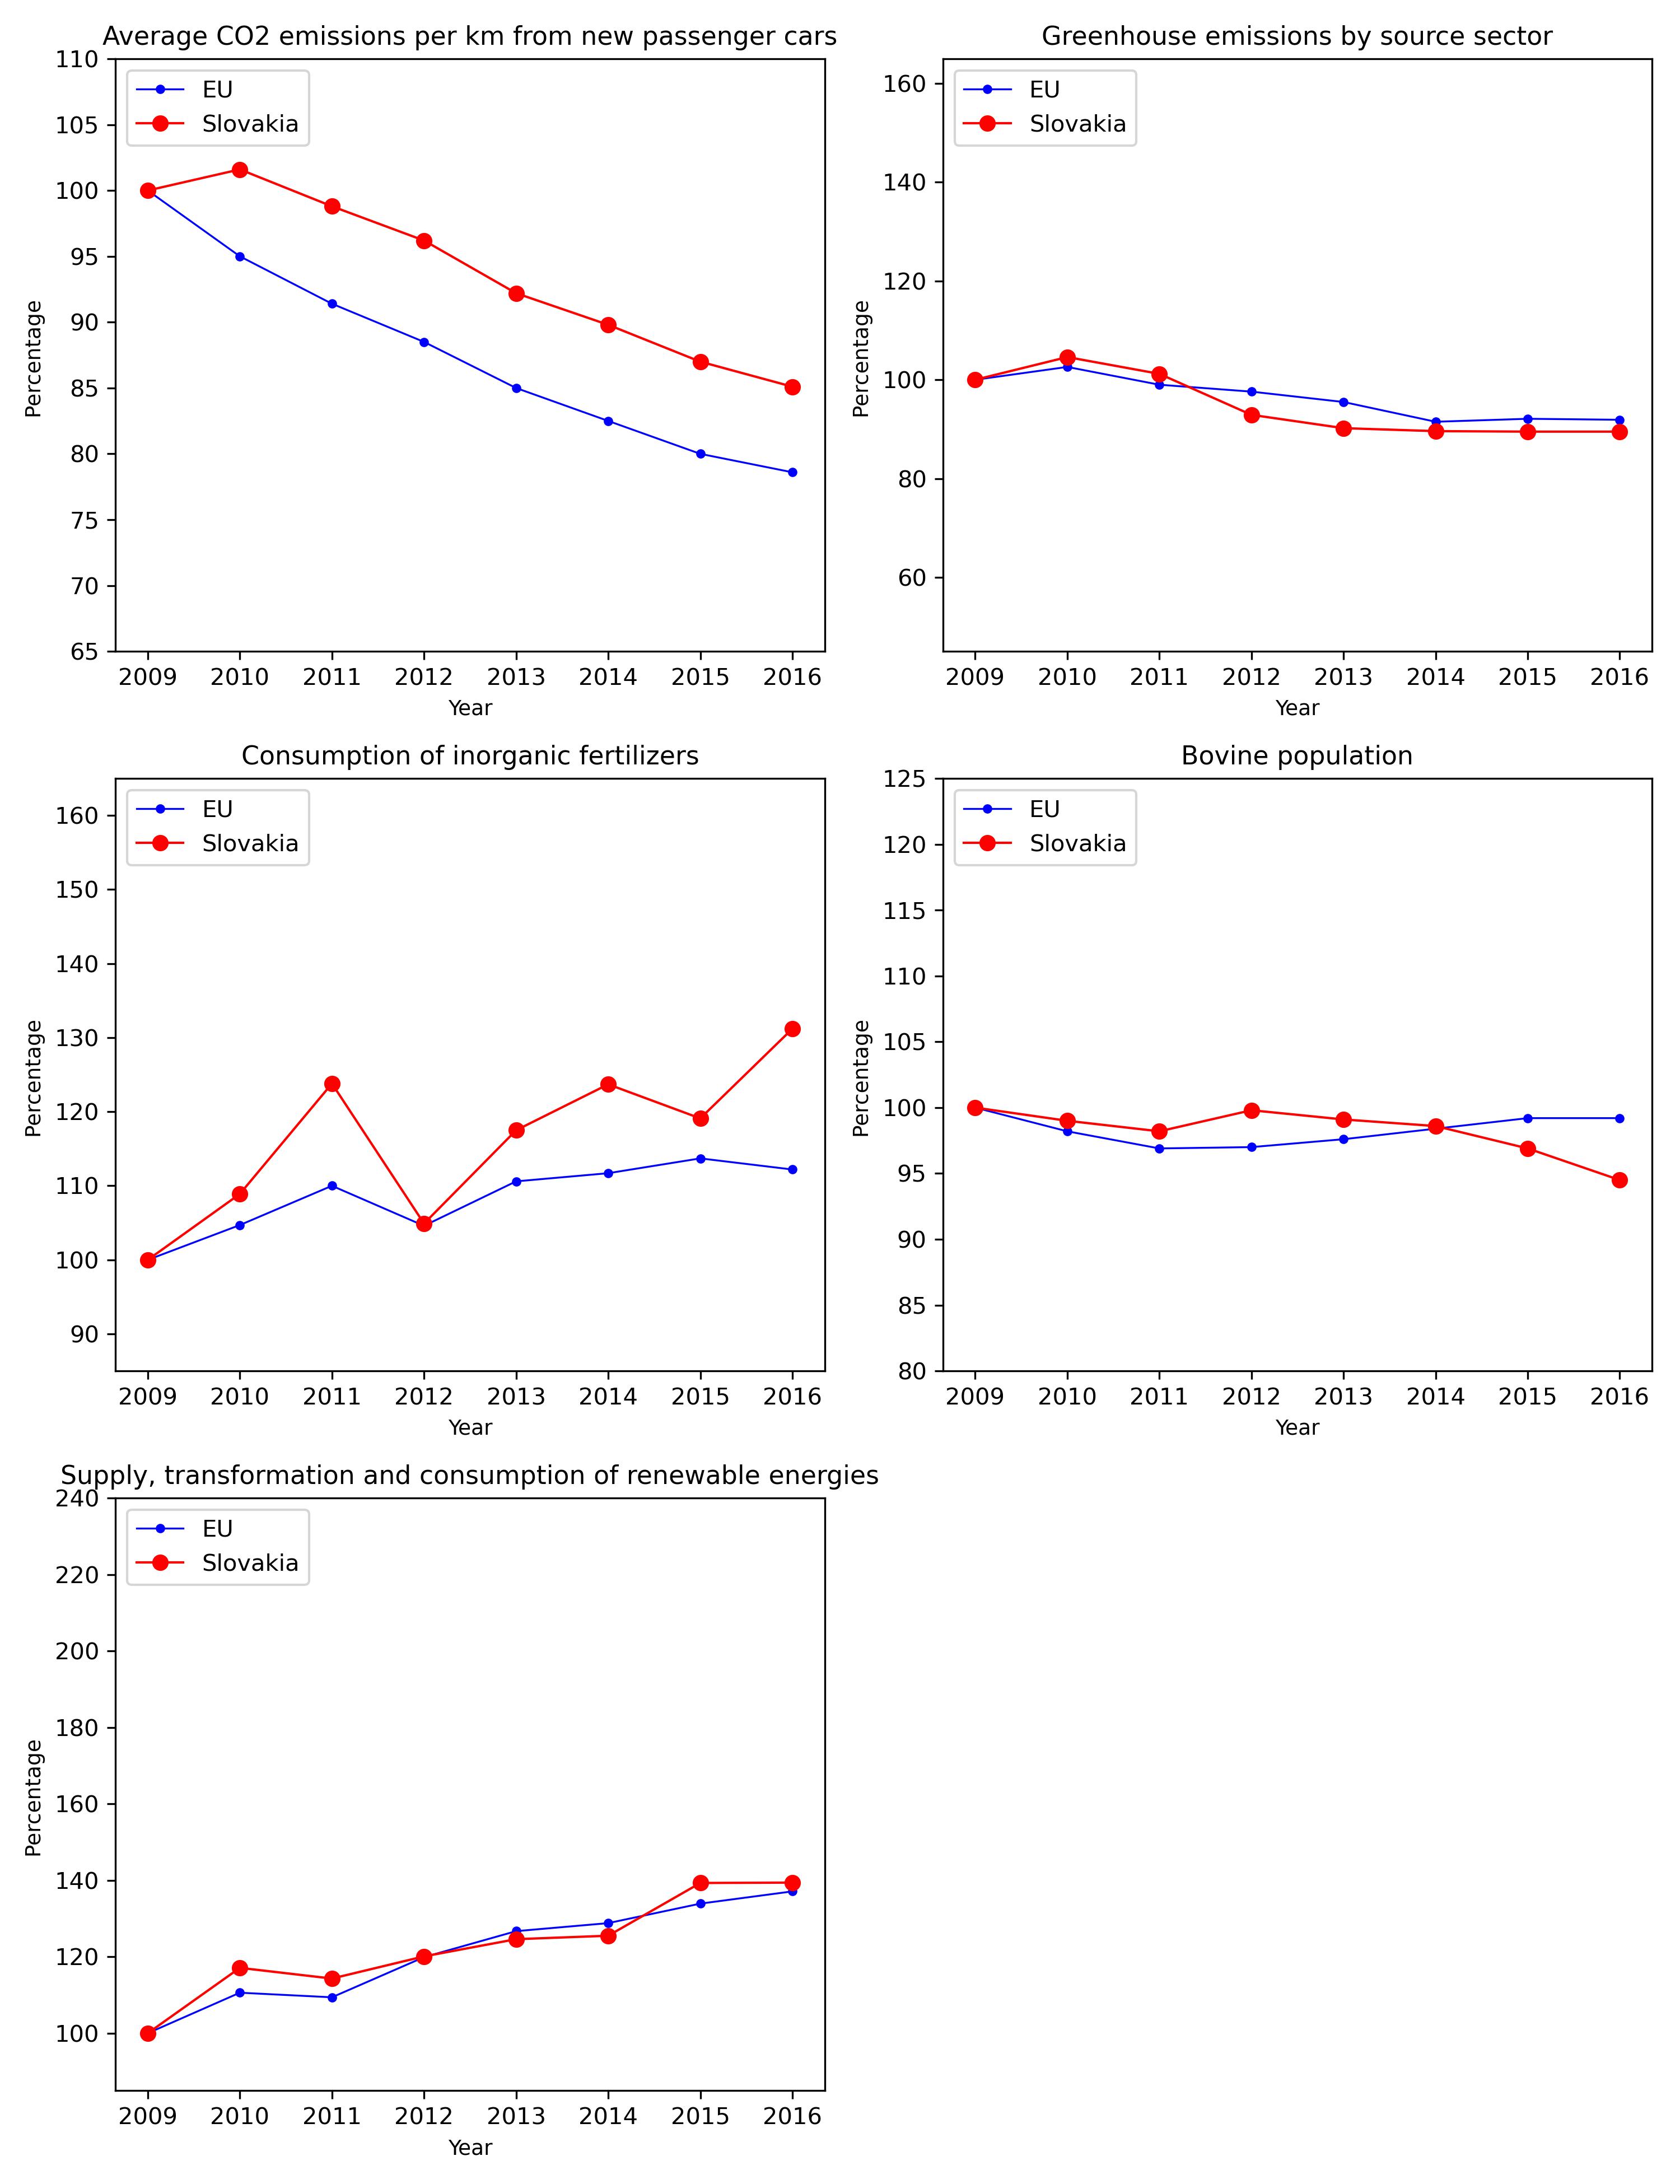 Average CO2 emissions per km from new passenger cars
110
105
100
95
90
85
80
75
70
65
Percentage
EU
Slovakia
2009 2010 2011 2012 2013 2014 2015 2016
Year
Greenhouse emissions by source sector
160
140
120
100
80
60
Percentage
EU
Slovakia
2009 2010 2011 2012 2013 2014 2015 2016
Year
Consumption of inorganic fertilizers
160
150
140
130
120
110
100
90
Percentage
EU
Slovakia
2009 2010 2011 2012 2013 2014 2015 2016
Year
Bovine population
125
120
115
110
105
100
95
90
85
80
Percentage
EU
Slovakia
2009 2010 2011 2012 2013 2014 2015 2016
Year
Supply, transformation and consumption of renewable energies
240
220
200
180
160
140
120
100
Percentage
EU
Slovakia
2009 2010 2011 2012 2013 2014 2015 2016
Year